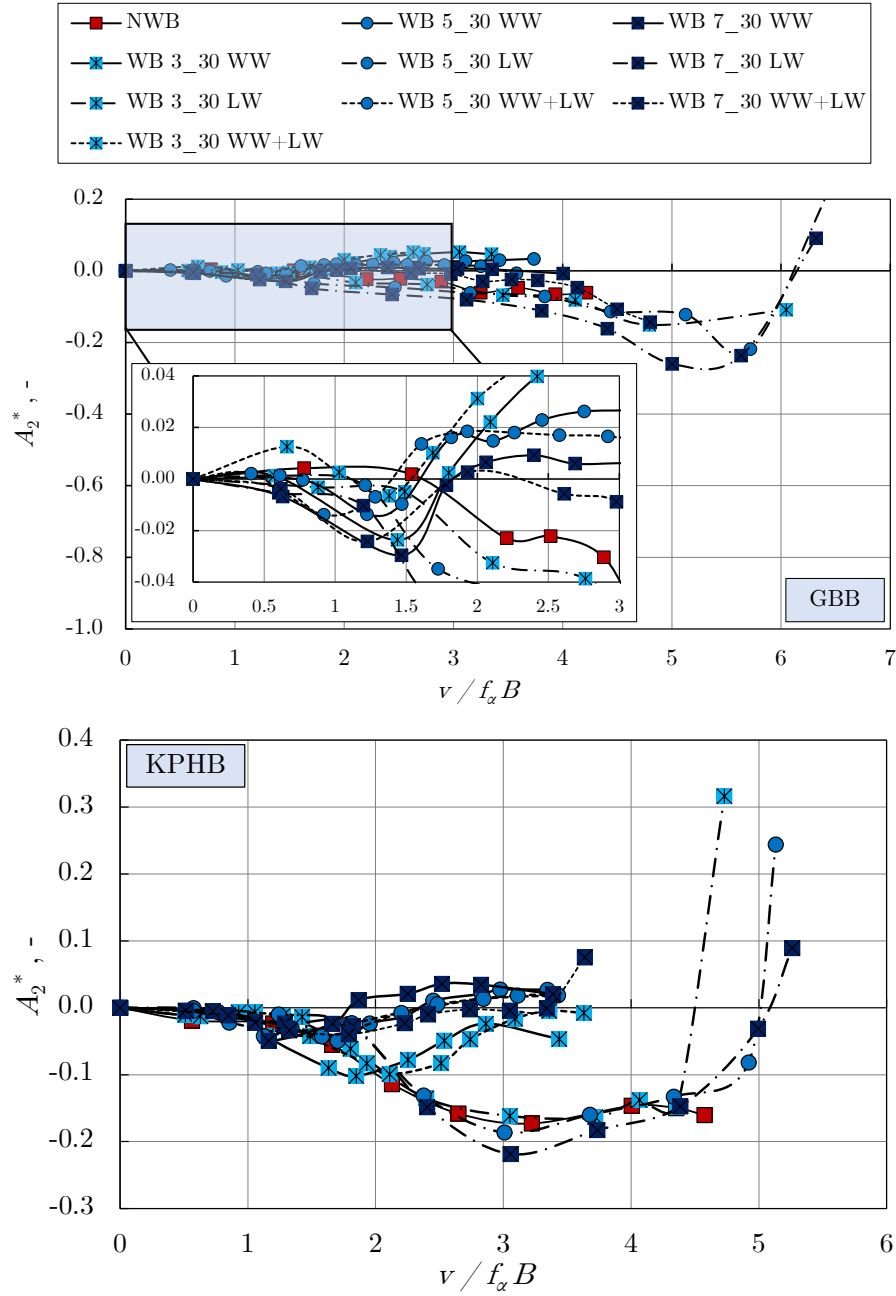 NWB WB 5_30 WW WB 7_30 WW
WB 3_30 WW WB 5_30 LW WB 7_30 LW
WB 3_30 LW WB 5_30 WW+LW WB 7_30 WW+LW
WB 3_30 WW+LW
0.2
0.0
-0.2
-0.4
-0.6
-0.8
-1.0
A₂*, -
0.04
0.02
0.00
-0.02
-0.04
0 0.5 1 1.5 2 2.5 3
GBB
0 1 2 3 4 5 6 7
v / fα B
KPHB
0.4
0.3
0.2
0.1
0.0
-0.1
-0.2
-0.3
A₂*, -
0 1 2 3 4 5 6
v / fα B